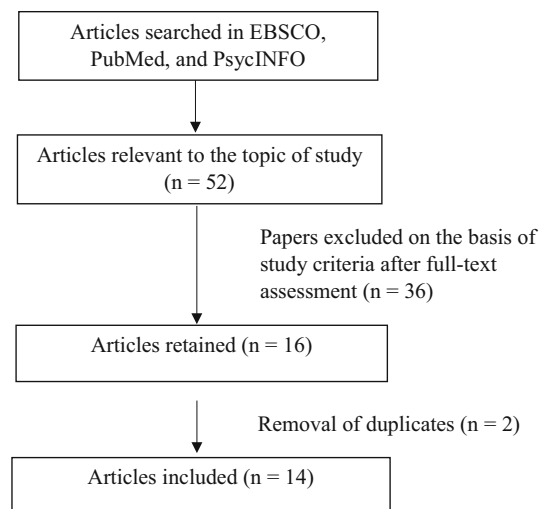 Articles searched in EBSCO,
PubMed, and PsycINFO
Articles relevant to the topic of study
(n = 52)
Papers excluded on the basis of
study criteria after full-text
assessment (n = 36)
Articles retained (n = 16)
Removal of duplicates (n = 2)
Articles included (n = 14)